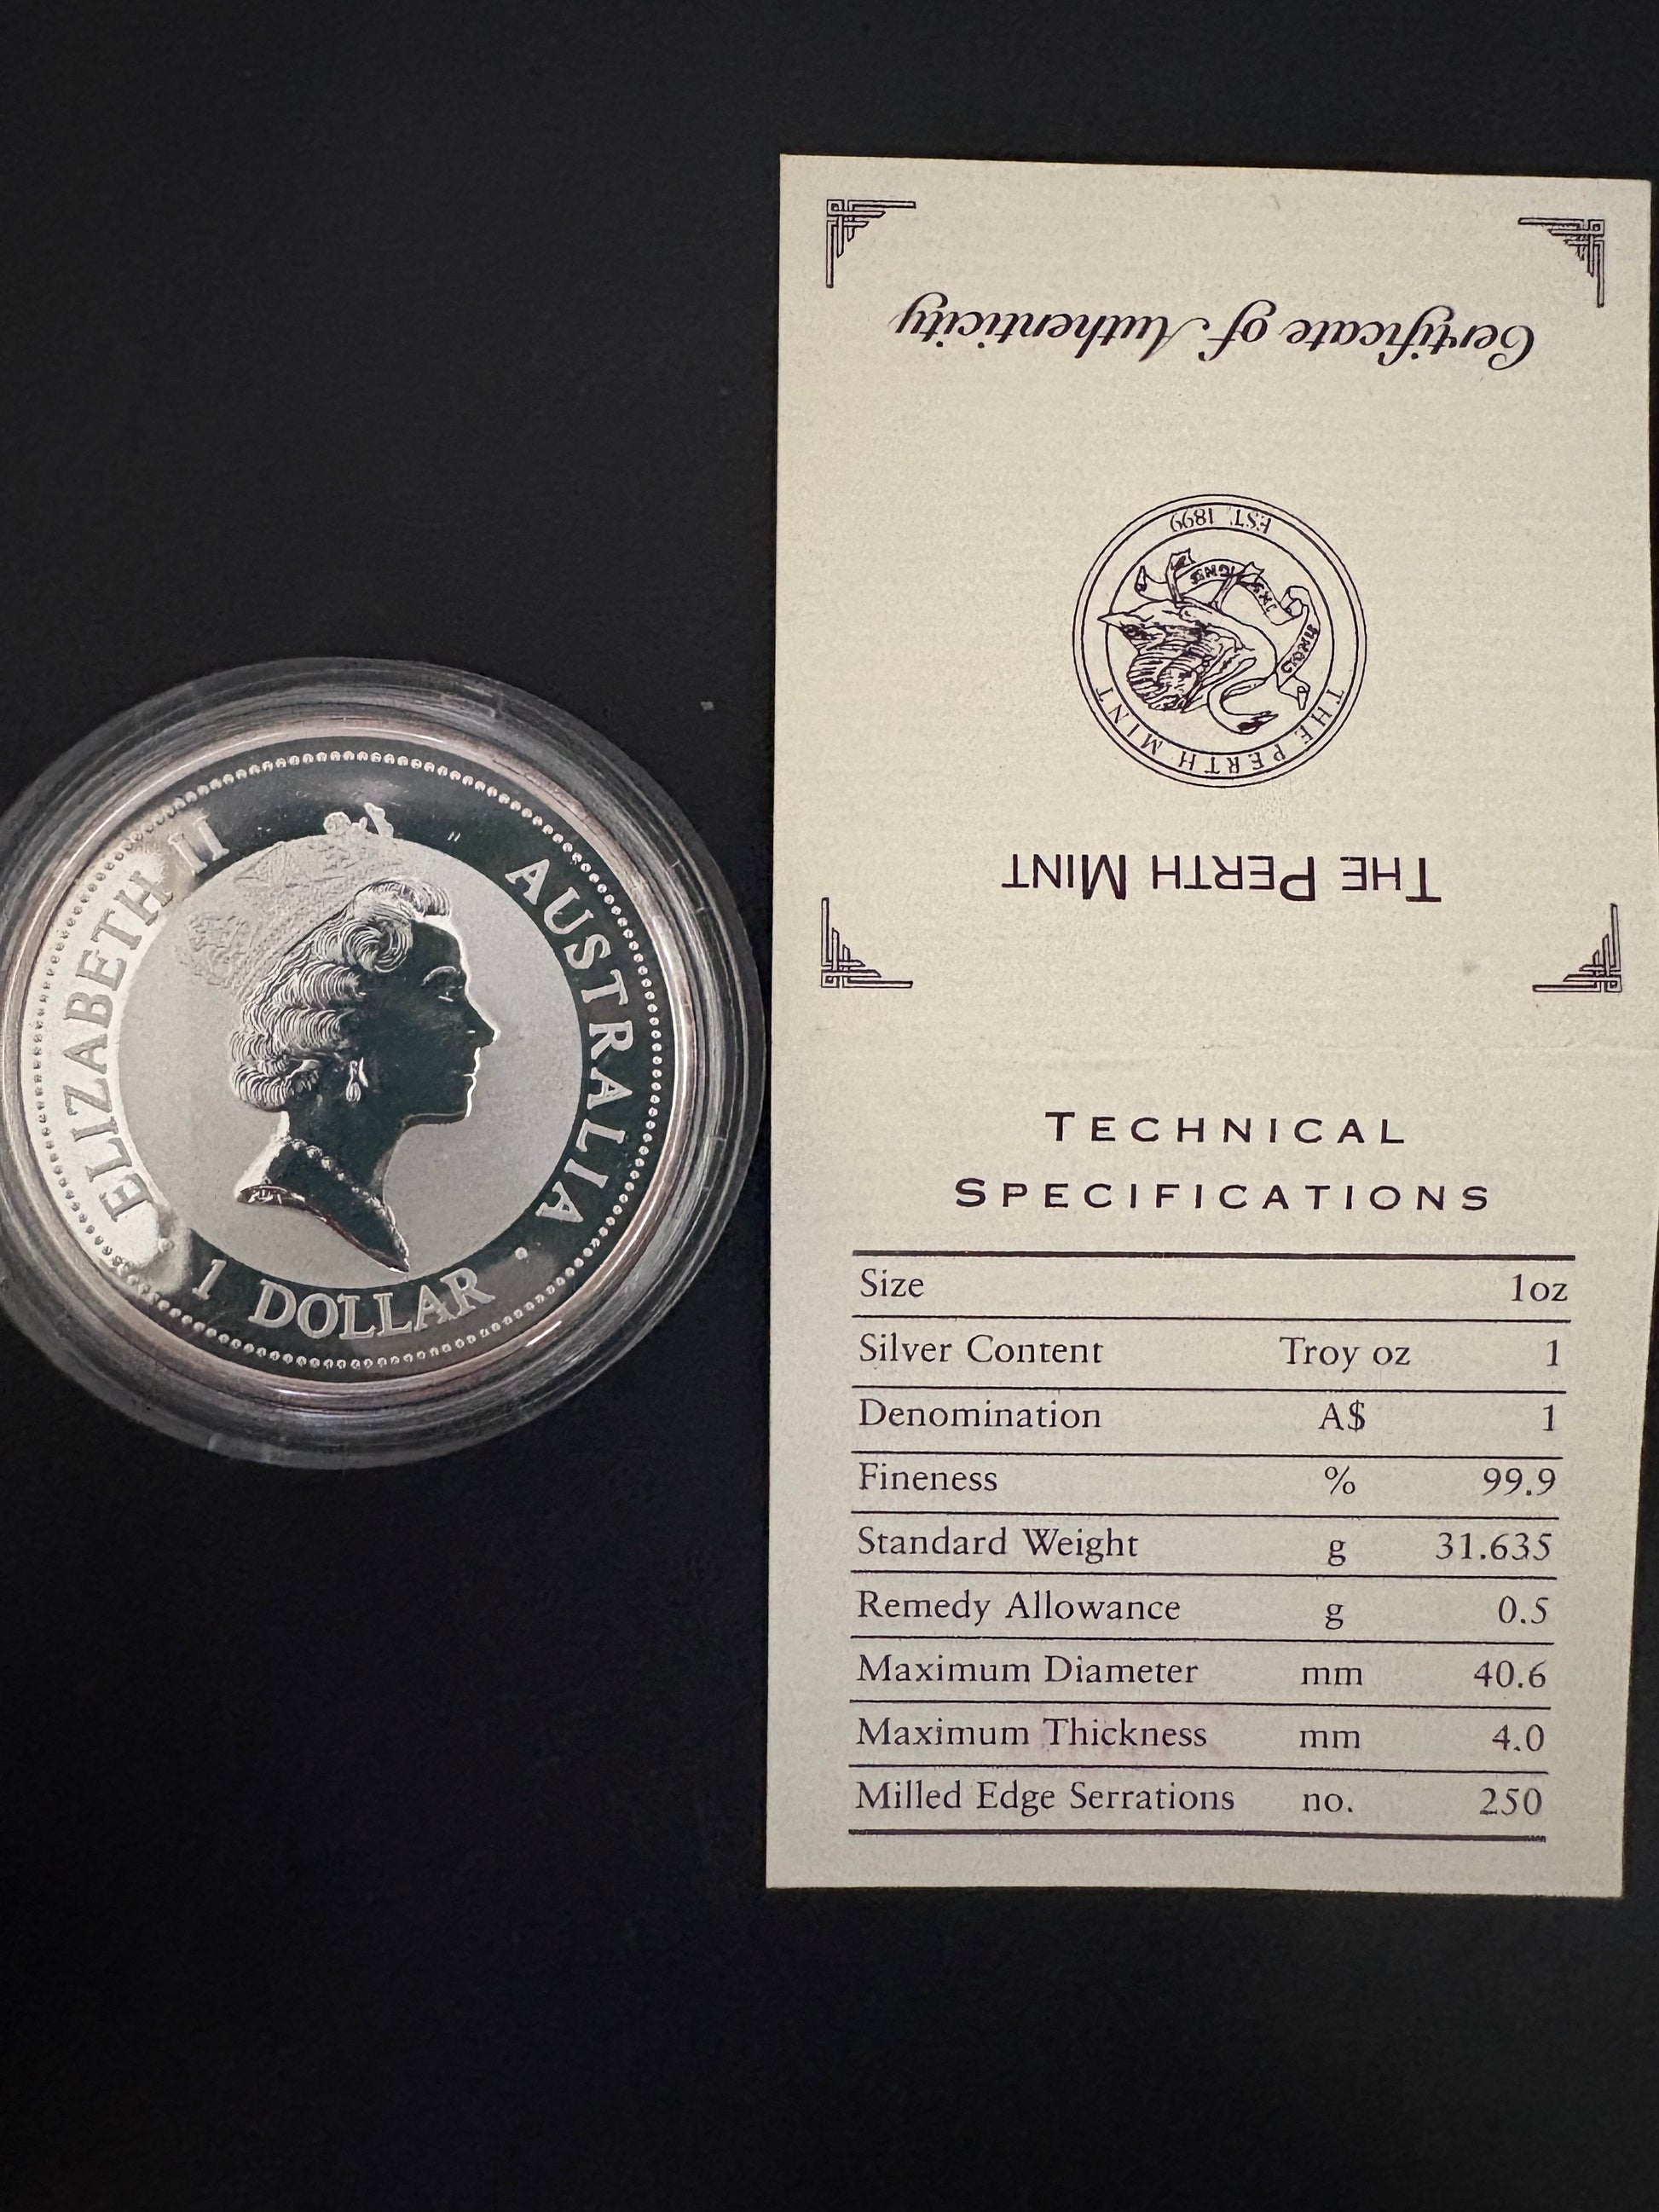 ELIZABETH II
AUSTRALIA
1 DOLLAR
Certificate of Authenticity
EST. 1899
IGNIS
THE PERTH MINT
THE PERTH MINT
TECHNICAL
SPECIFICATIONS
Size 1oz
Silver Content Troy oz 1
Denomination A$ 1
Fineness % 99.9
Standard Weight g 31.635
Remedy Allowance g 0.5
Maximum Diameter mm 40.6
Maximum Thickness mm 4.0
Milled Edge Serrations no. 250